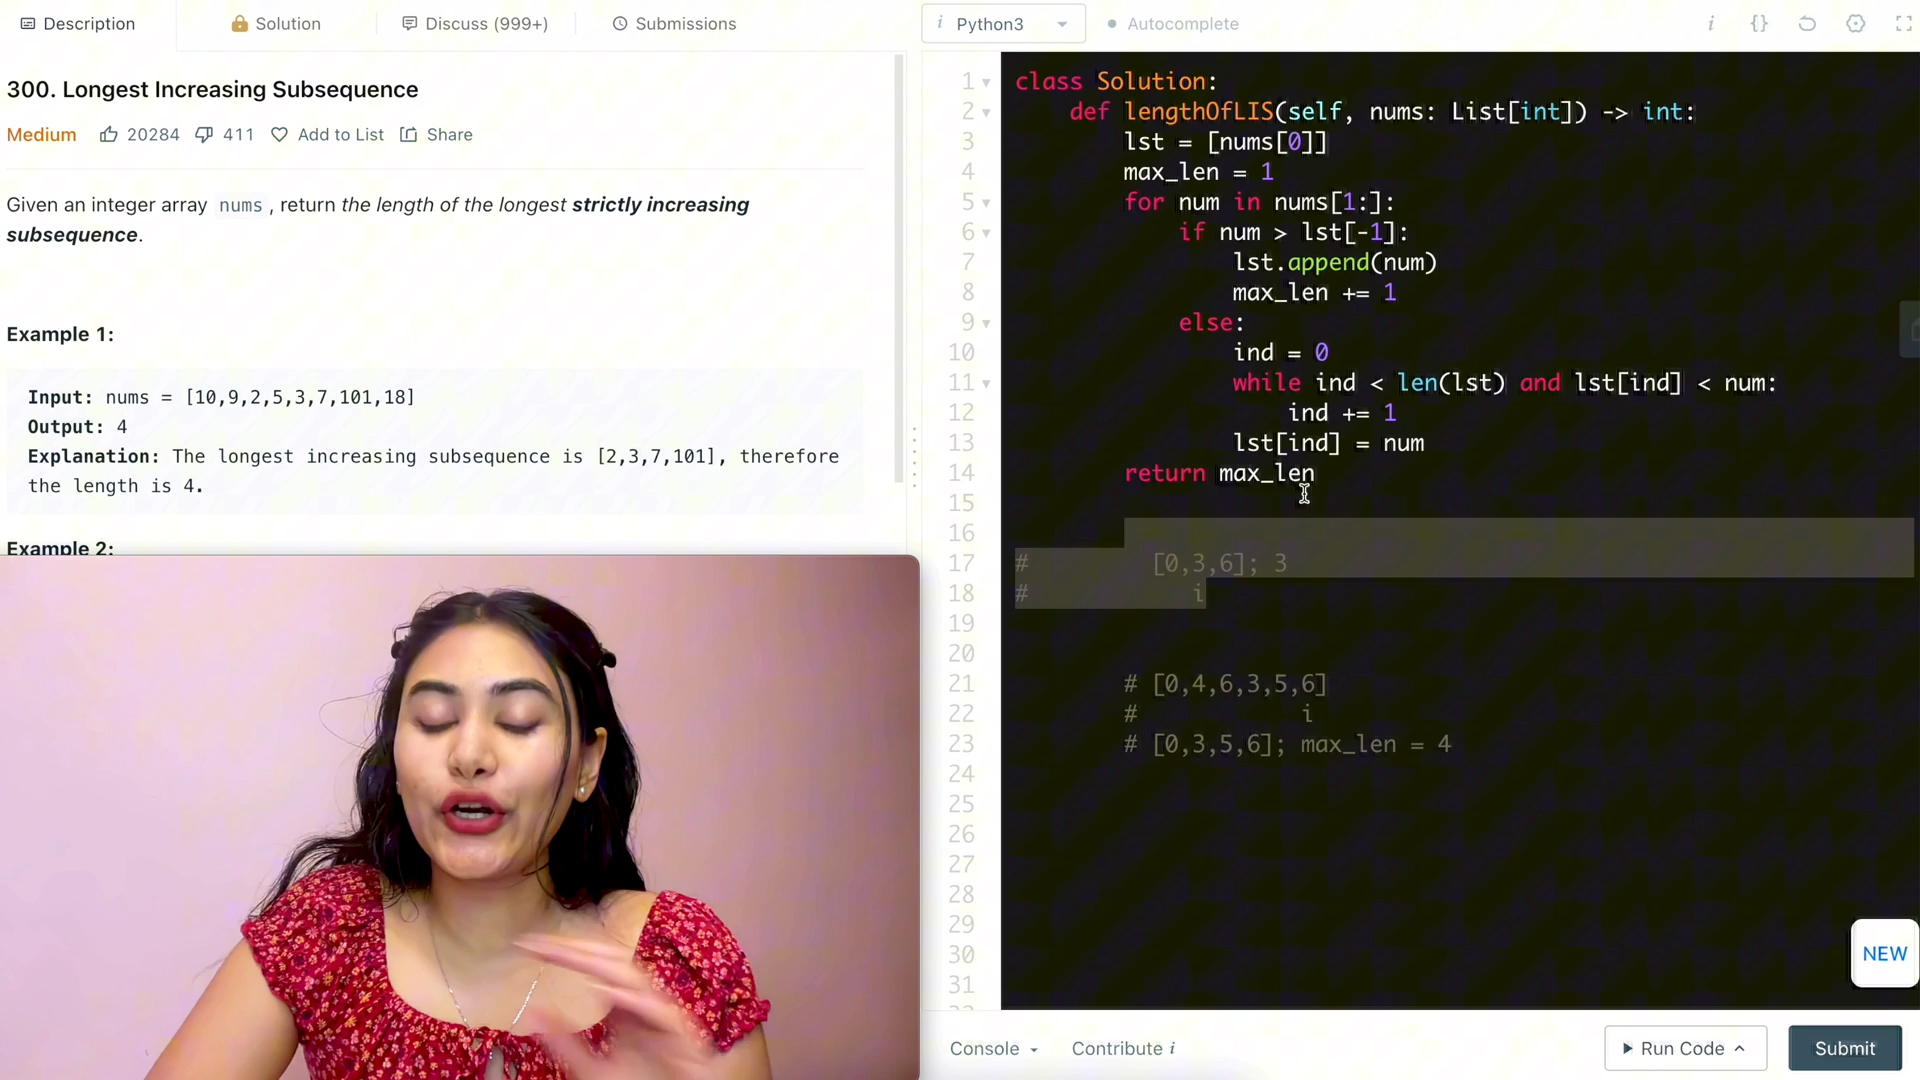 Description
Solution
Discuss (999+)
Submissions
i Python3
Autocomplete
i {}
300. Longest Increasing Subsequence
Medium 20284 411 Add to List Share
Given an integer array nums, return the length of the longest strictly increasing
subsequence.
Example 1:
Input: nums = [10,9,2,5,3,7,101,18]
Output: 4
Explanation: The longest increasing subsequence is [2,3,7,101], therefore
the length is 4.
Example 2:
1 class Solution:
2 def lengthOfLIS(self, nums: List[int]) -> int:
3 lst = [nums[0]]
4 max_len = 1
5 for num in nums[1:]:
6 if num > lst[-1]:
7 lst.append(num)
8 max_len += 1
9 else:
10 ind = 0
11 while ind < len(lst) and lst[ind] < num:
12 ind += 1
13 lst[ind] = num
14 return max_len
15
16
17 # [0,3,6]; 3
18 # i
19
20
21 # [0,4,6,3,5,6]
22 # i
23 # [0,3,5,6]; max_len = 4
24
25
26
27
28
29
30
31
NEW
Console
Contribute i
Run Code
Submit